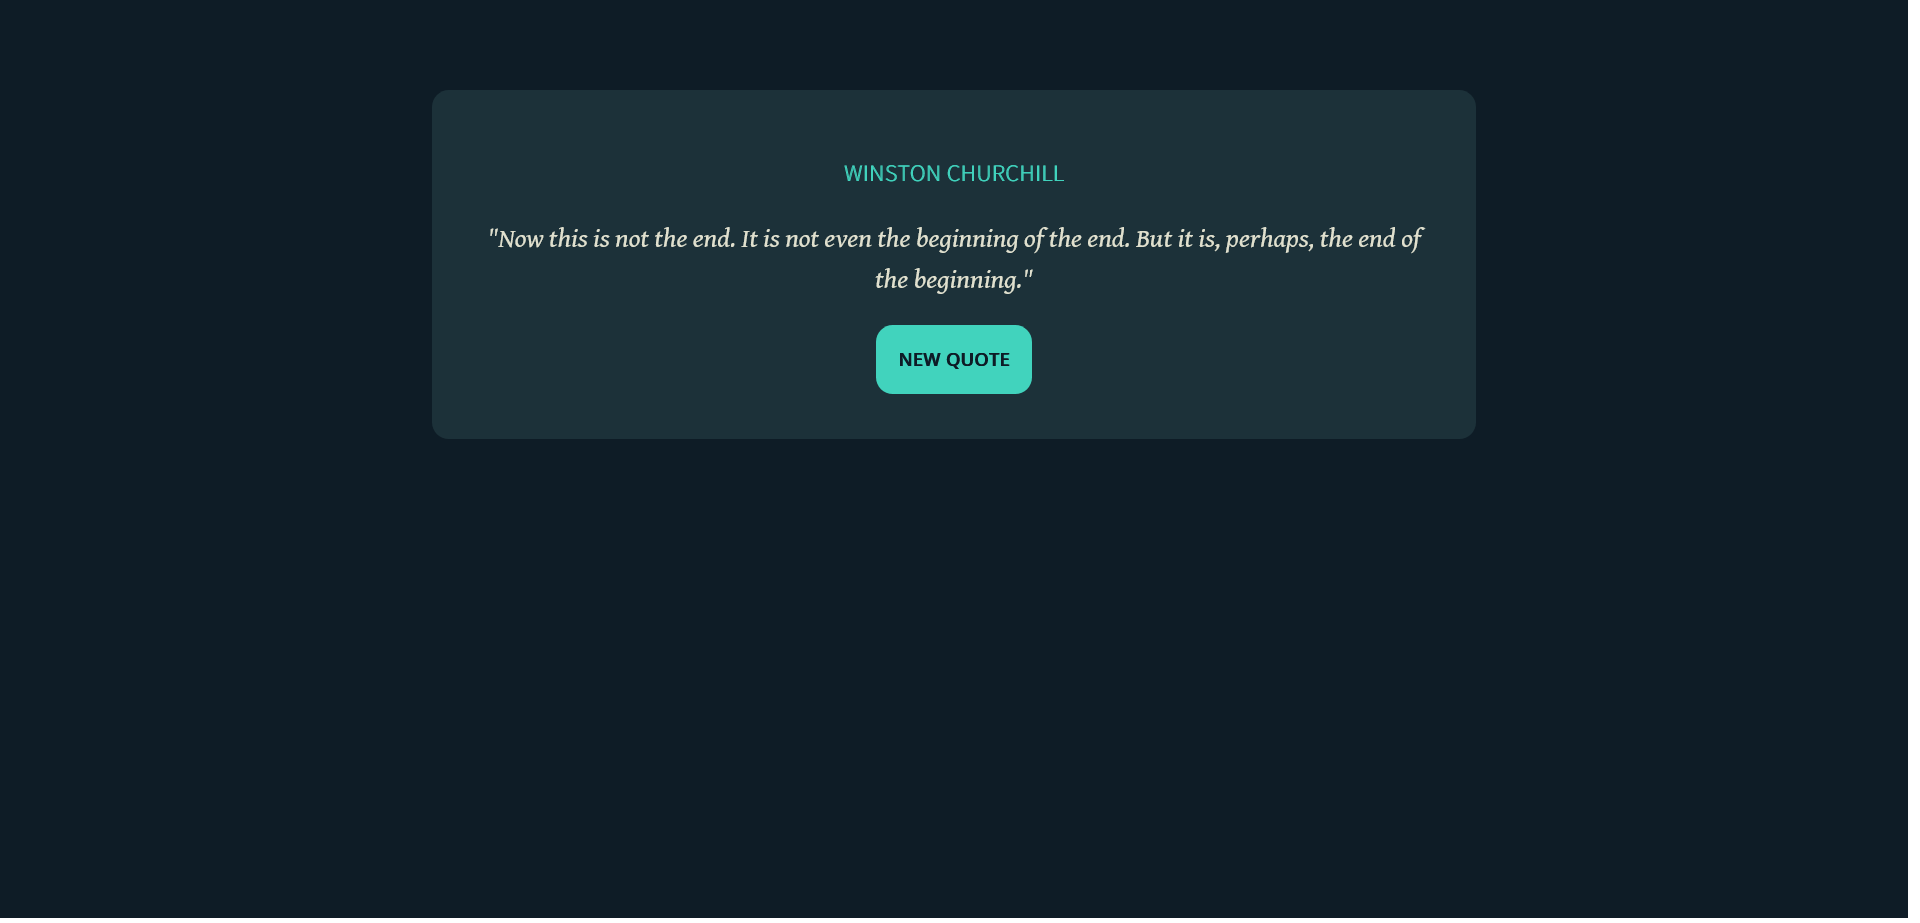 WINSTON CHURCHILL
"Now this is not the end. It is not even the beginning of the end. But it is, perhaps, the end of
the beginning."
NEW QUOTE